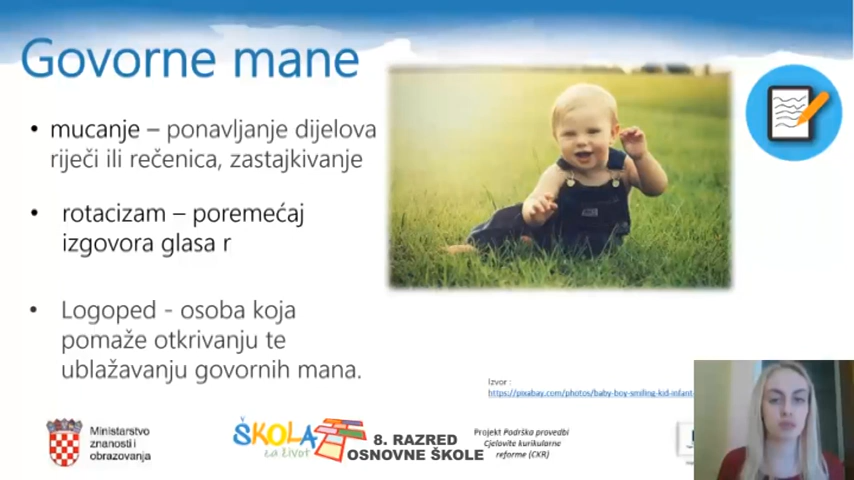 Govorne mane
• mucanje – ponavljanje dijelova
riječi ili rečenica, zastajkivanje
• rotacizam – poremećaj
izgovora glasa r
• Logoped - osoba koja
pomaže otkrivanju te
ublažavanju govornih mana.
Izvor :
https://pixabay.com/photos/baby-boy-smiling-kid-infant-
Ministarstvo
znanosti i
obrazovanja
ŠKOLA
za život
8. RAZRED
OSNOVNE ŠKOLE
Projekt Podrška provedbi
Cjelovite kurikularne
reforme (CKR)